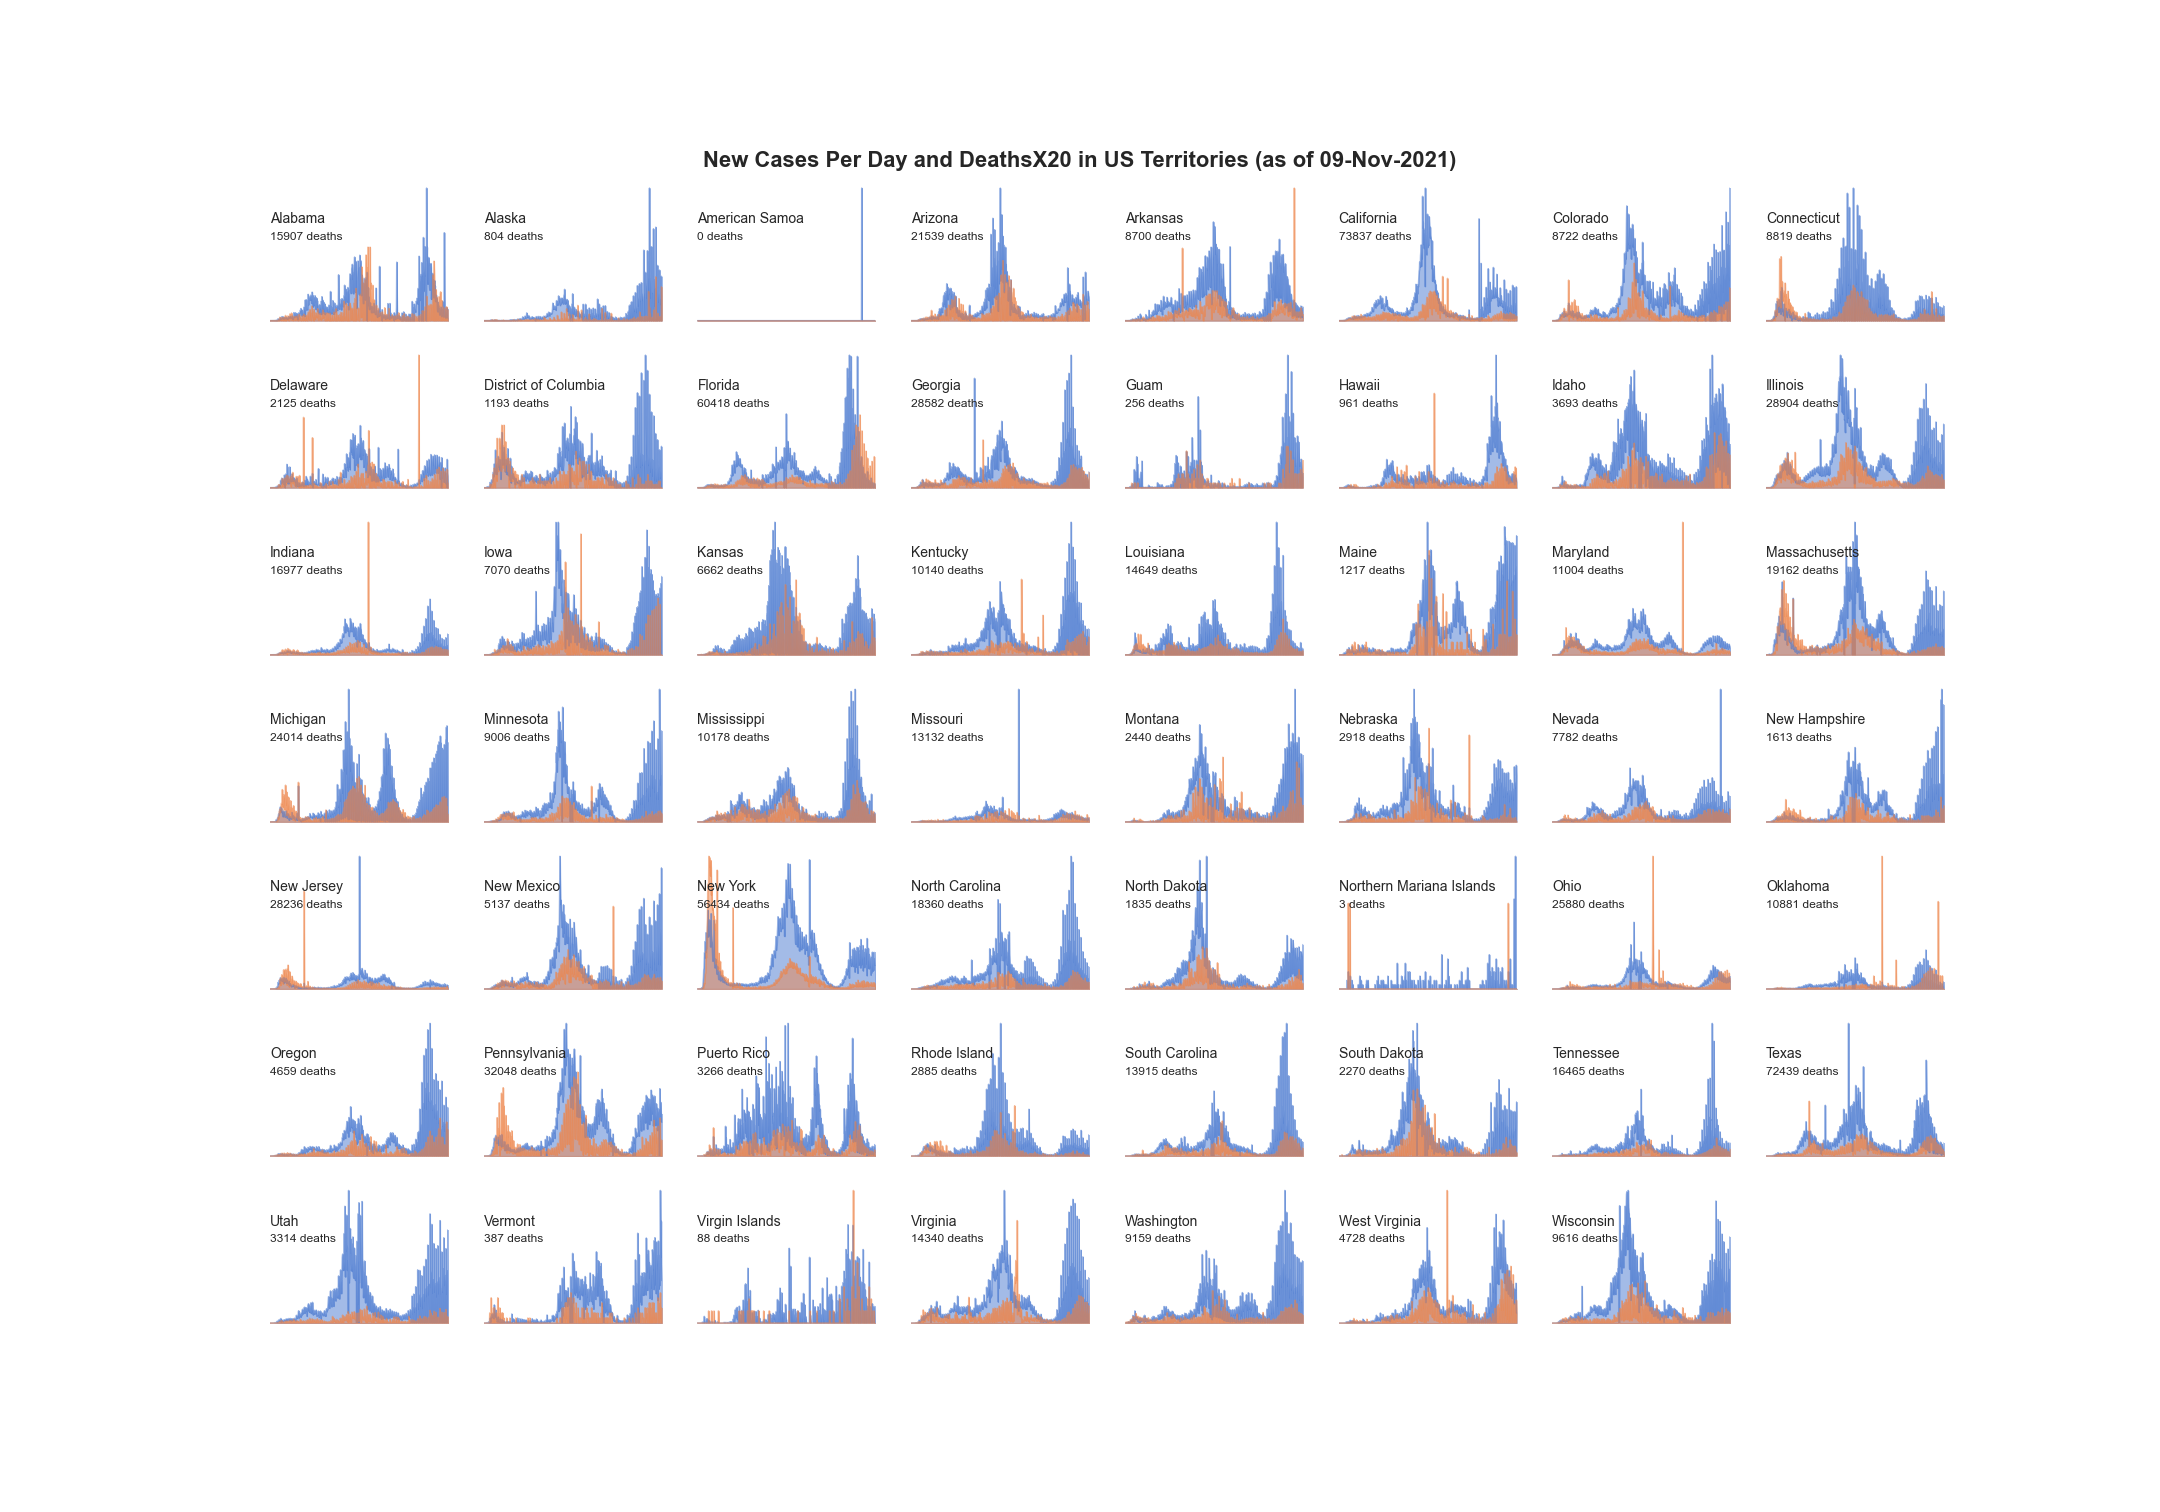 New Cases Per Day and DeathsX20 in US Territories (as of 09-Nov-2021)
Alabama
15907 deaths
Alaska
804 deaths
American Samoa
0 deaths
Arizona
21539 deaths
Arkansas
8700 deaths
California
73837 deaths
Colorado
8722 deaths
Connecticut
8819 deaths
Delaware
2125 deaths
District of Columbia
1193 deaths
Florida
60418 deaths
Georgia
28582 deaths
Guam
256 deaths
Hawaii
961 deaths
Idaho
3693 deaths
Illinois
28904 deaths
Indiana
16977 deaths
Iowa
7070 deaths
Kansas
6662 deaths
Kentucky
10140 deaths
Louisiana
14649 deaths
Maine
1217 deaths
Maryland
11004 deaths
Massachusetts
19162 deaths
Michigan
24014 deaths
Minnesota
9006 deaths
Mississippi
10178 deaths
Missouri
13132 deaths
Montana
2440 deaths
Nebraska
2918 deaths
Nevada
7782 deaths
New Hampshire
1613 deaths
New Jersey
28236 deaths
New Mexico
5137 deaths
New York
56434 deaths
North Carolina
18360 deaths
North Dakota
1835 deaths
Northern Mariana Islands
3 deaths
Ohio
25880 deaths
Oklahoma
10881 deaths
Oregon
4659 deaths
Pennsylvania
32048 deaths
Puerto Rico
3266 deaths
Rhode Island
2885 deaths
South Carolina
13915 deaths
South Dakota
2270 deaths
Tennessee
16465 deaths
Texas
72439 deaths
Utah
3314 deaths
Vermont
387 deaths
Virgin Islands
88 deaths
Virginia
14340 deaths
Washington
9159 deaths
West Virginia
4728 deaths
Wisconsin
9616 deaths